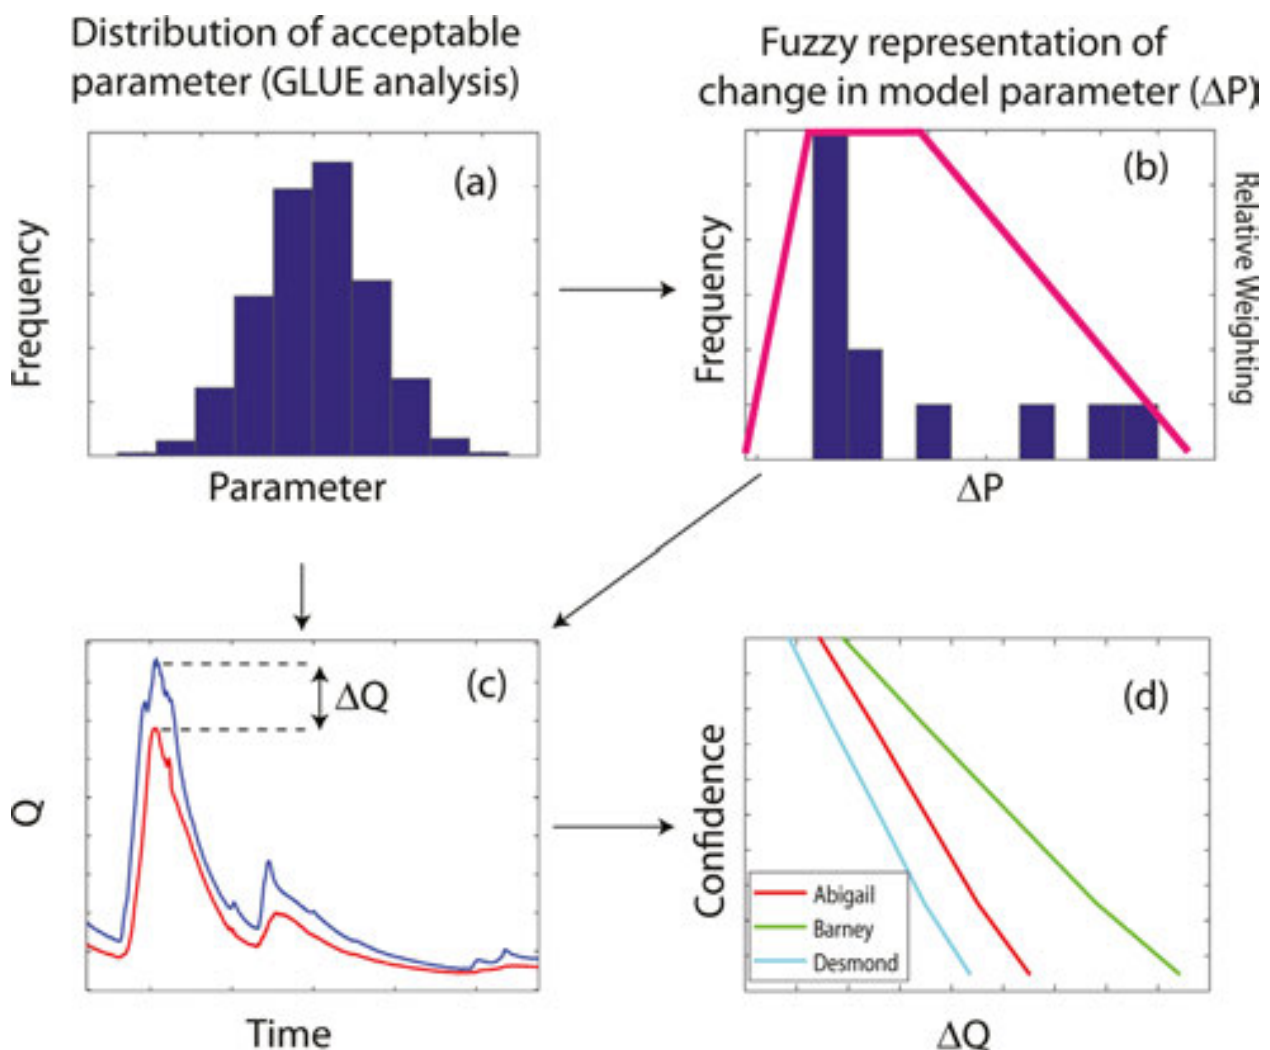 Distribution of acceptable
parameter (GLUE analysis)
Fuzzy representation of
change in model parameter (ΔP)
(a)
Frequency
Parameter
(b)
Frequency
Relative Weighting
ΔP
(c)
ΔQ
Q
Time
(d)
Confidence
Abigail
Barney
Desmond
ΔQ